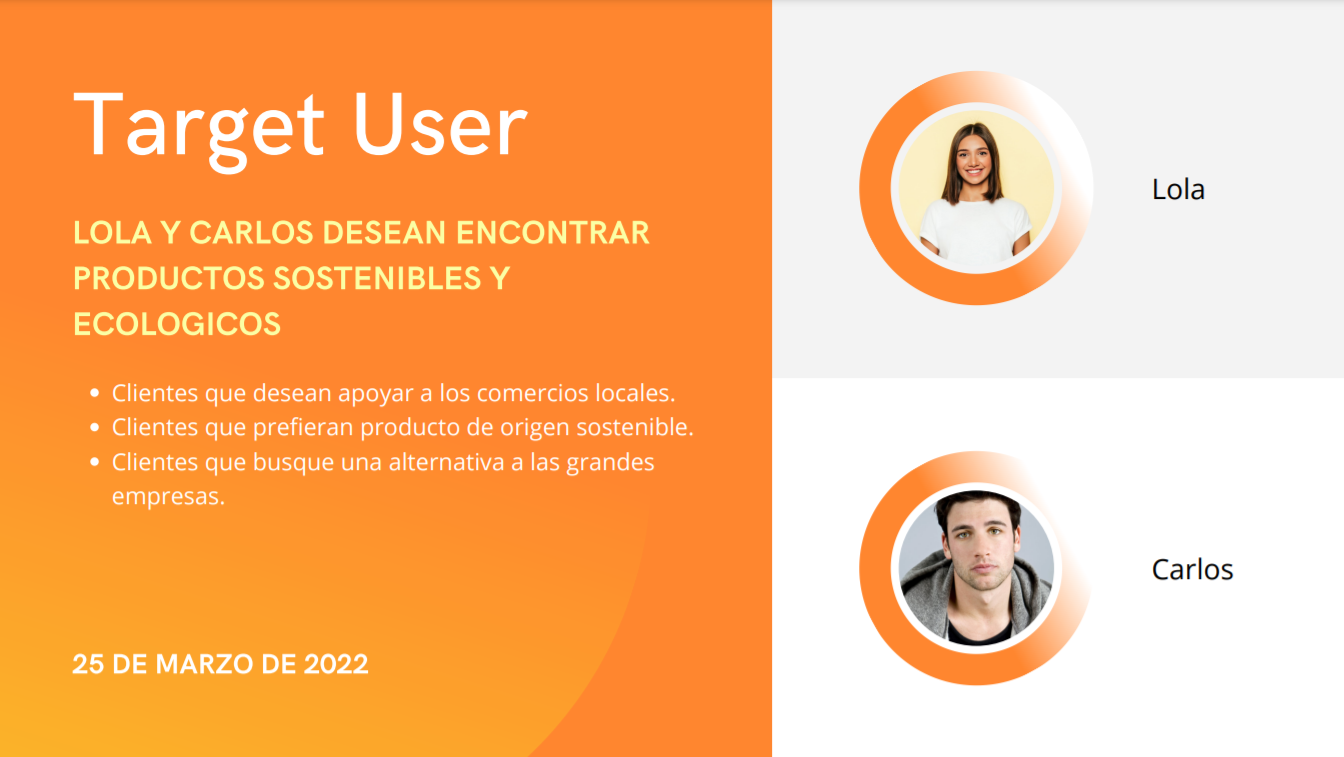 Target User
LOLA Y CARLOS DESEAN ENCONTRAR
PRODUCTOS SOSTENIBLES Y
ECOLOGICOS
Clientes que desean apoyar a los comercios locales.
Clientes que prefieran producto de origen sostenible.
Clientes que busque una alternativa a las grandes
empresas.
25 DE MARZO DE 2022
Lola
Carlos